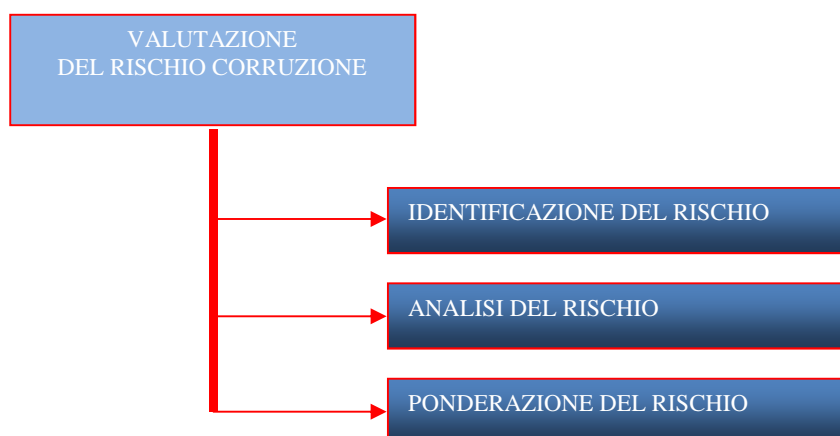 VALUTAZIONE
DEL RISCHIO CORRUZIONE
IDENTIFICAZIONE DEL RISCHIO
ANALISI DEL RISCHIO
PONDERAZIONE DEL RISCHIO